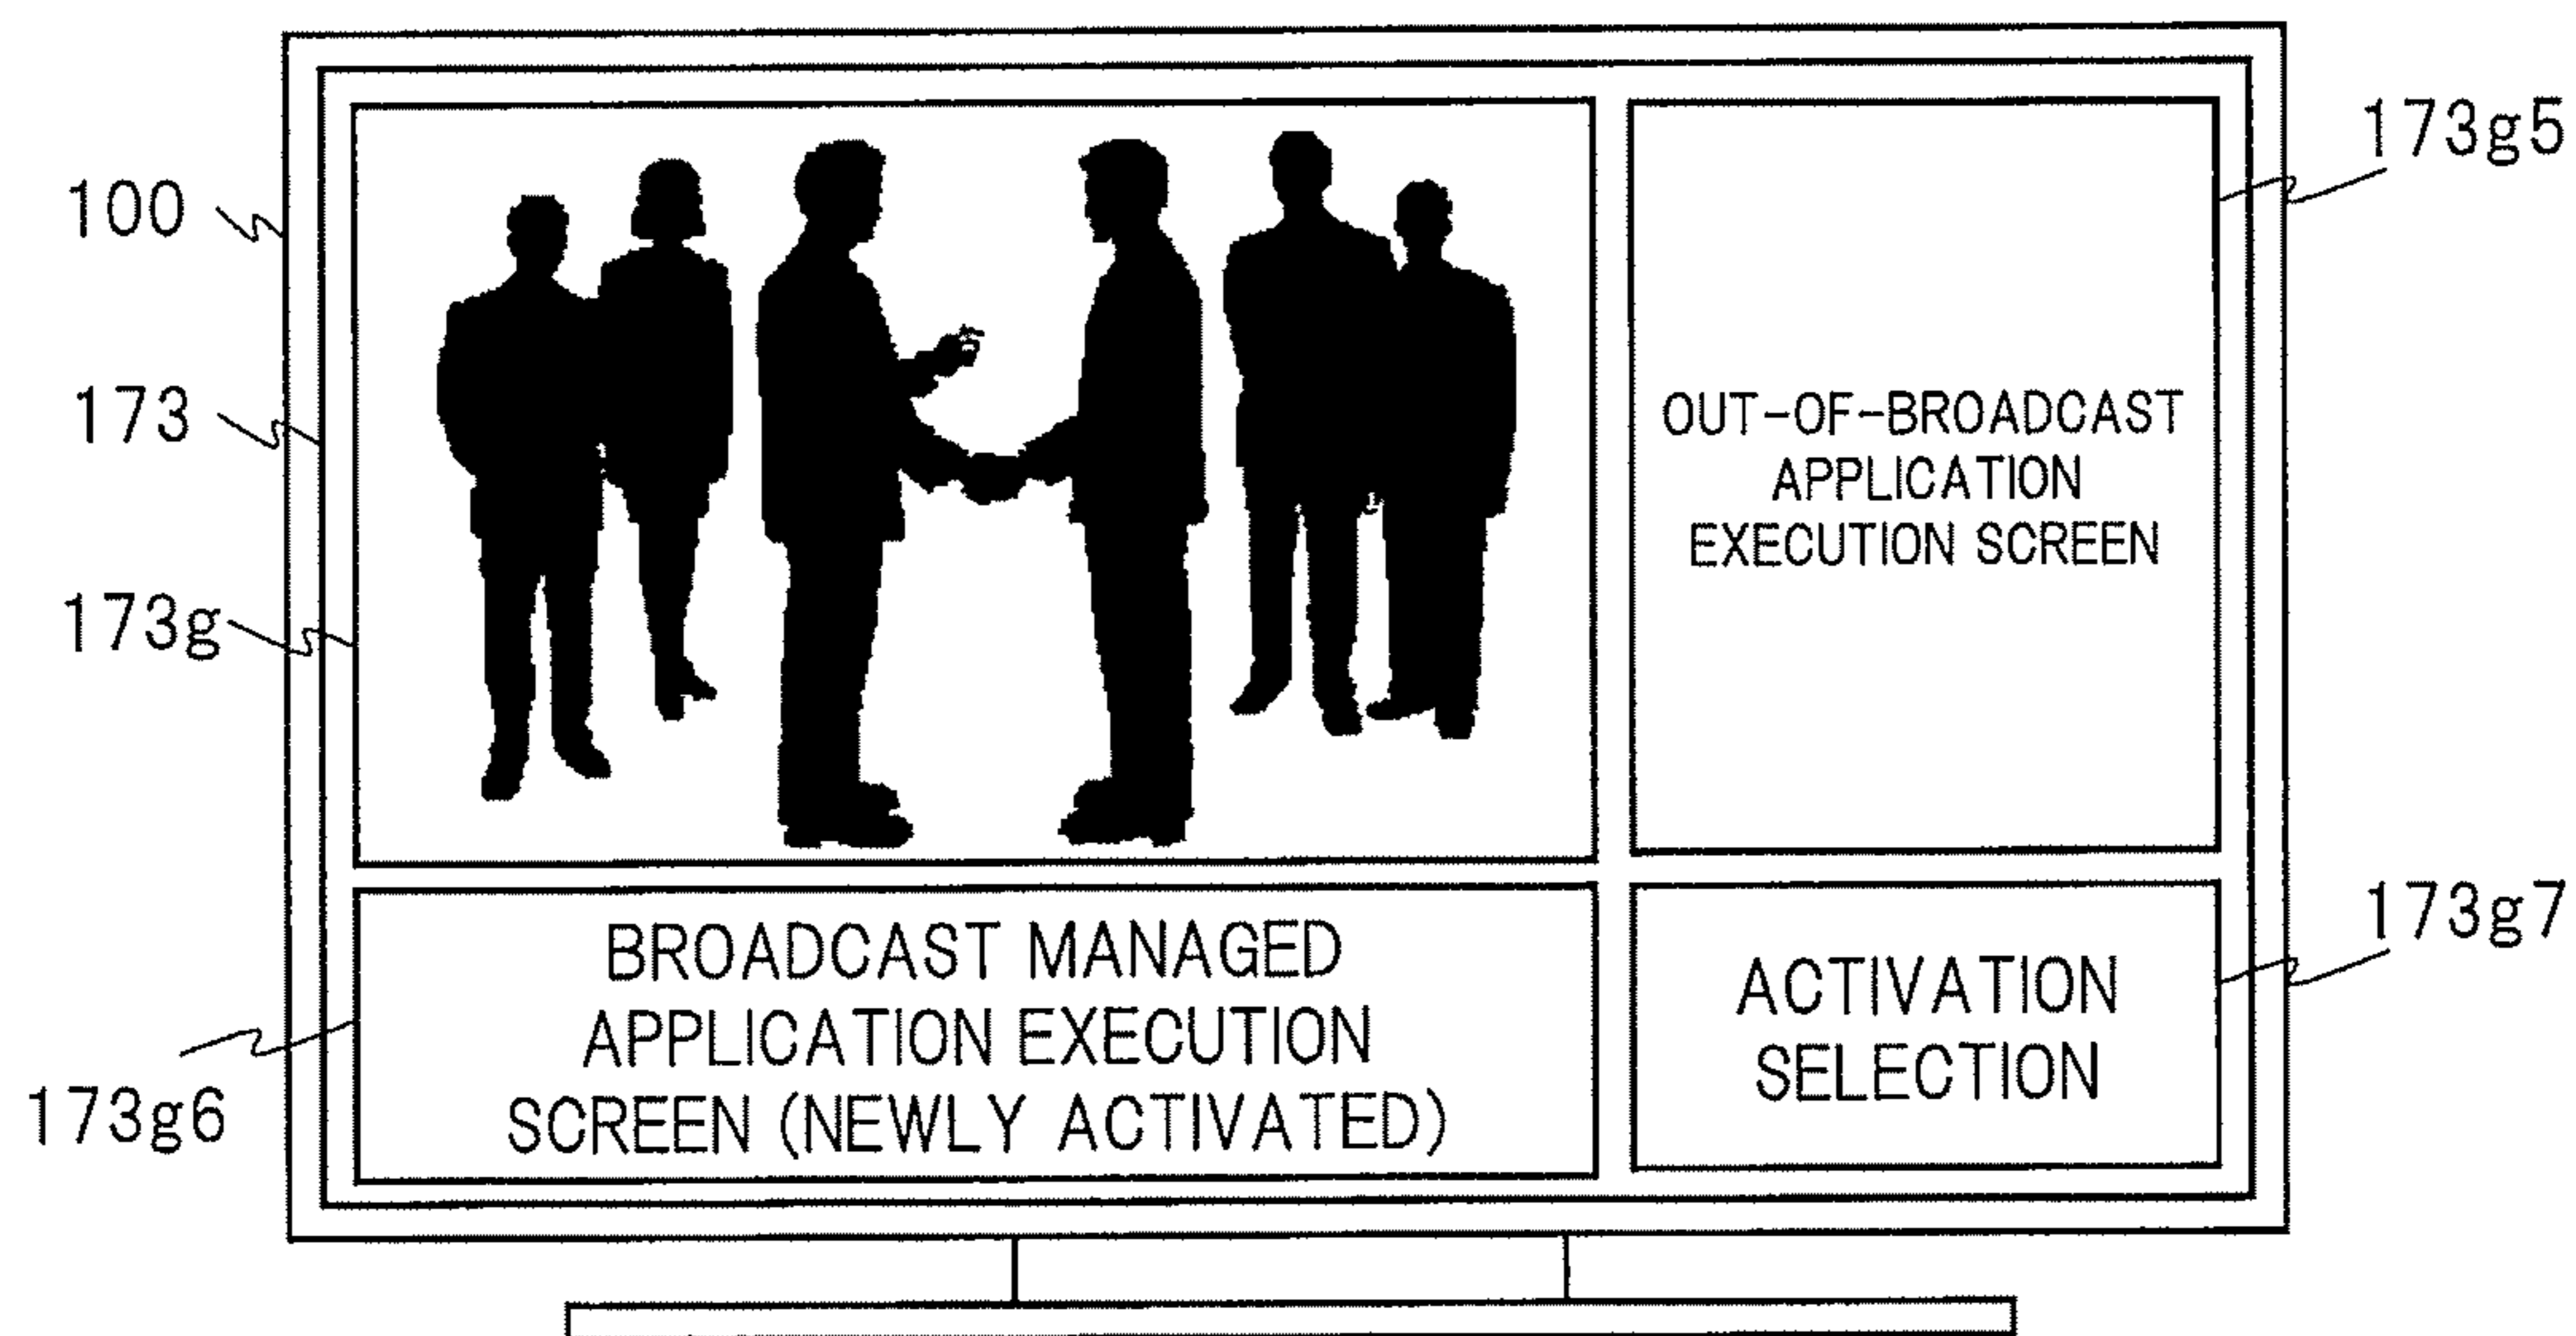 100
173
173g
173g5
OUT-OF-BROADCAST
APPLICATION
EXECUTION SCREEN
BROADCAST MANAGED
APPLICATION EXECUTION
SCREEN (NEWLY ACTIVATED)
173g6
ACTIVATION
SELECTION
173g7